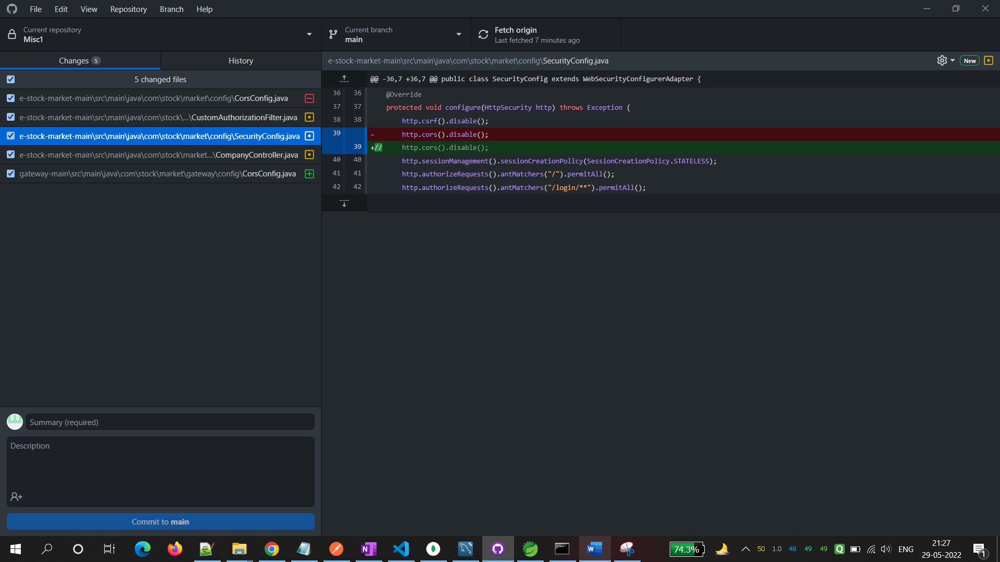 File Edit View Repository Branch Help
Current repository
Misc1
Current branch
main
Fetch origin
Last fetched 7 minutes ago
Changes 5
History
5 changed files
e-stock-market-main\src\main\java\com\stock\market\config\CorsConfig.java
e-stock-market-main\src\main\java\com\stock\...\CustomAuthorizationFilter.java
e-stock-market-main\src\main\java\com\stock\market\config\SecurityConfig.java
e-stock-market-main\src\main\java\com\stock\market...\CompanyController.java
gateway-main\src\main\java\com\stock\market\gateway\config\CorsConfig.java
Summary (required)
Description
Commit to main
e-stock-market-main\src\main\java\com\stock\market\config\SecurityConfig.java
New
@@ -36,7 +36,7 @@ public class SecurityConfig extends WebSecurityConfigurerAdapter {
36 36 @Override
37 37 protected void configure(HttpSecurity http) throws Exception {
38 38 http.csrf().disable();
39 - http.cors().disable();
39 +// http.cors().disable();
40 40 http.sessionManagement().sessionCreationPolicy(SessionCreationPolicy.STATELESS);
41 41 http.authorizeRequests().antMatchers("/").permitAll();
42 42 http.authorizeRequests().antMatchers("/login/**").permitAll();
74.3% 50 1.0 48 49 49 Q ENG
21:27
29-05-2022
1